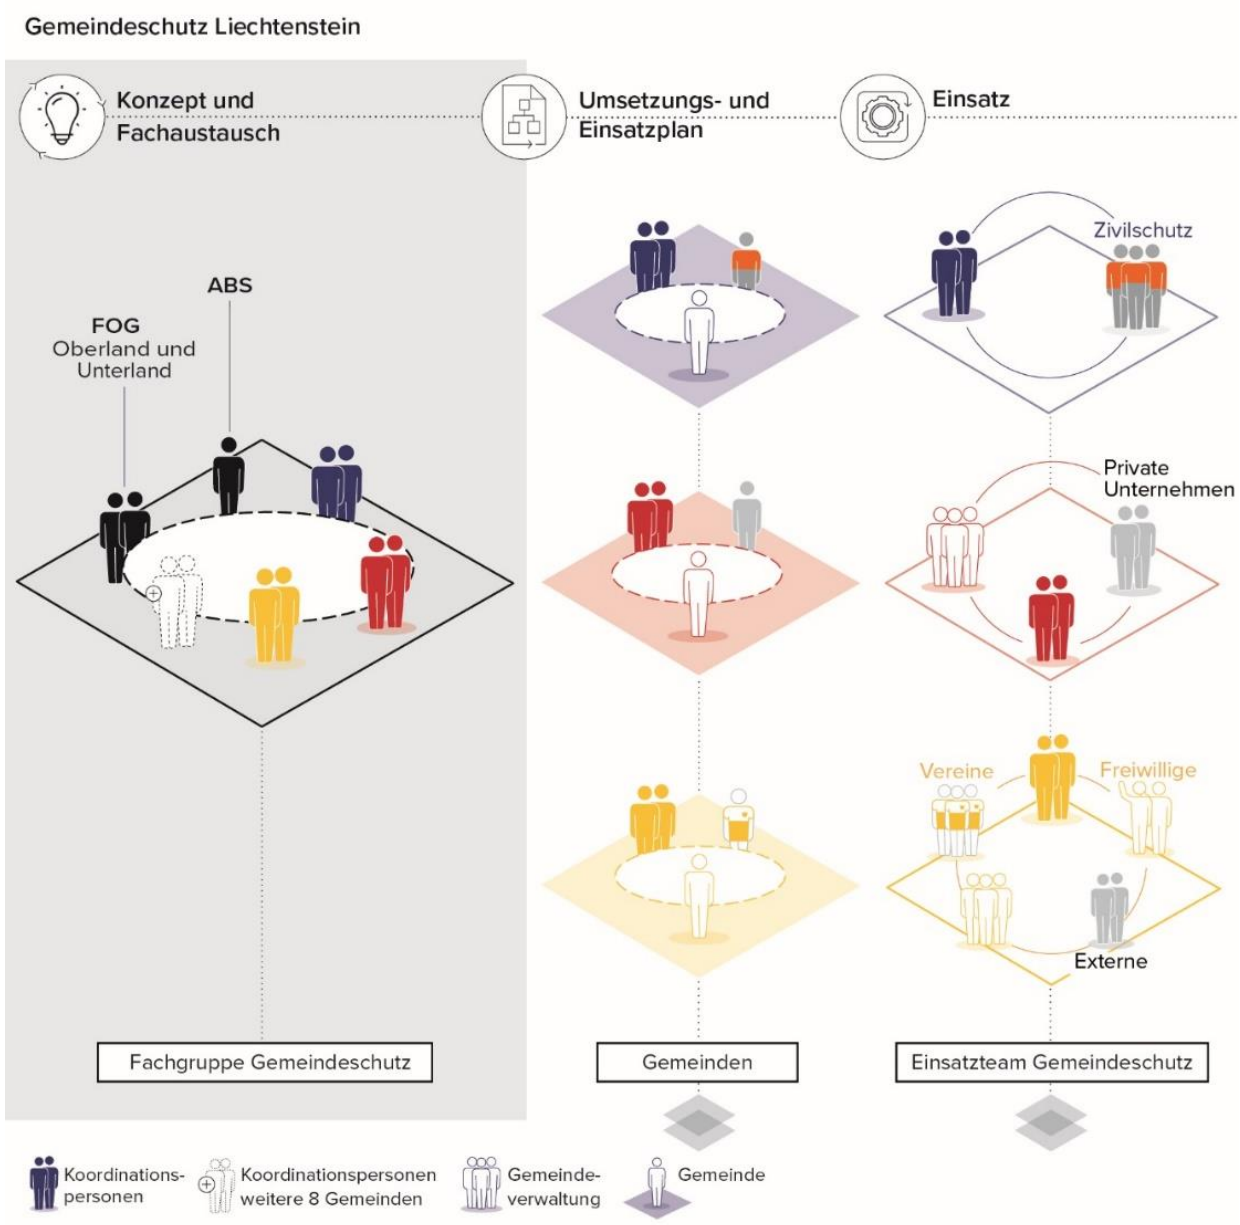 Gemeindeschutz Liechtenstein
Konzept und
Fachaustausch
Umsetzungs- und
Einsatzplan
Einsatz
ABS
FOG
Oberland und
Unterland
Zivilschutz
Private
Unternehmen
Vereine
Freiwillige
Externe
Fachgruppe Gemeindeschutz
Gemeinden
Einsatzteam Gemeindeschutz
Koordinations-
personen
Koordinationspersonen
weitere 8 Gemeinden
Gemeinde-
verwaltung
Gemeinde